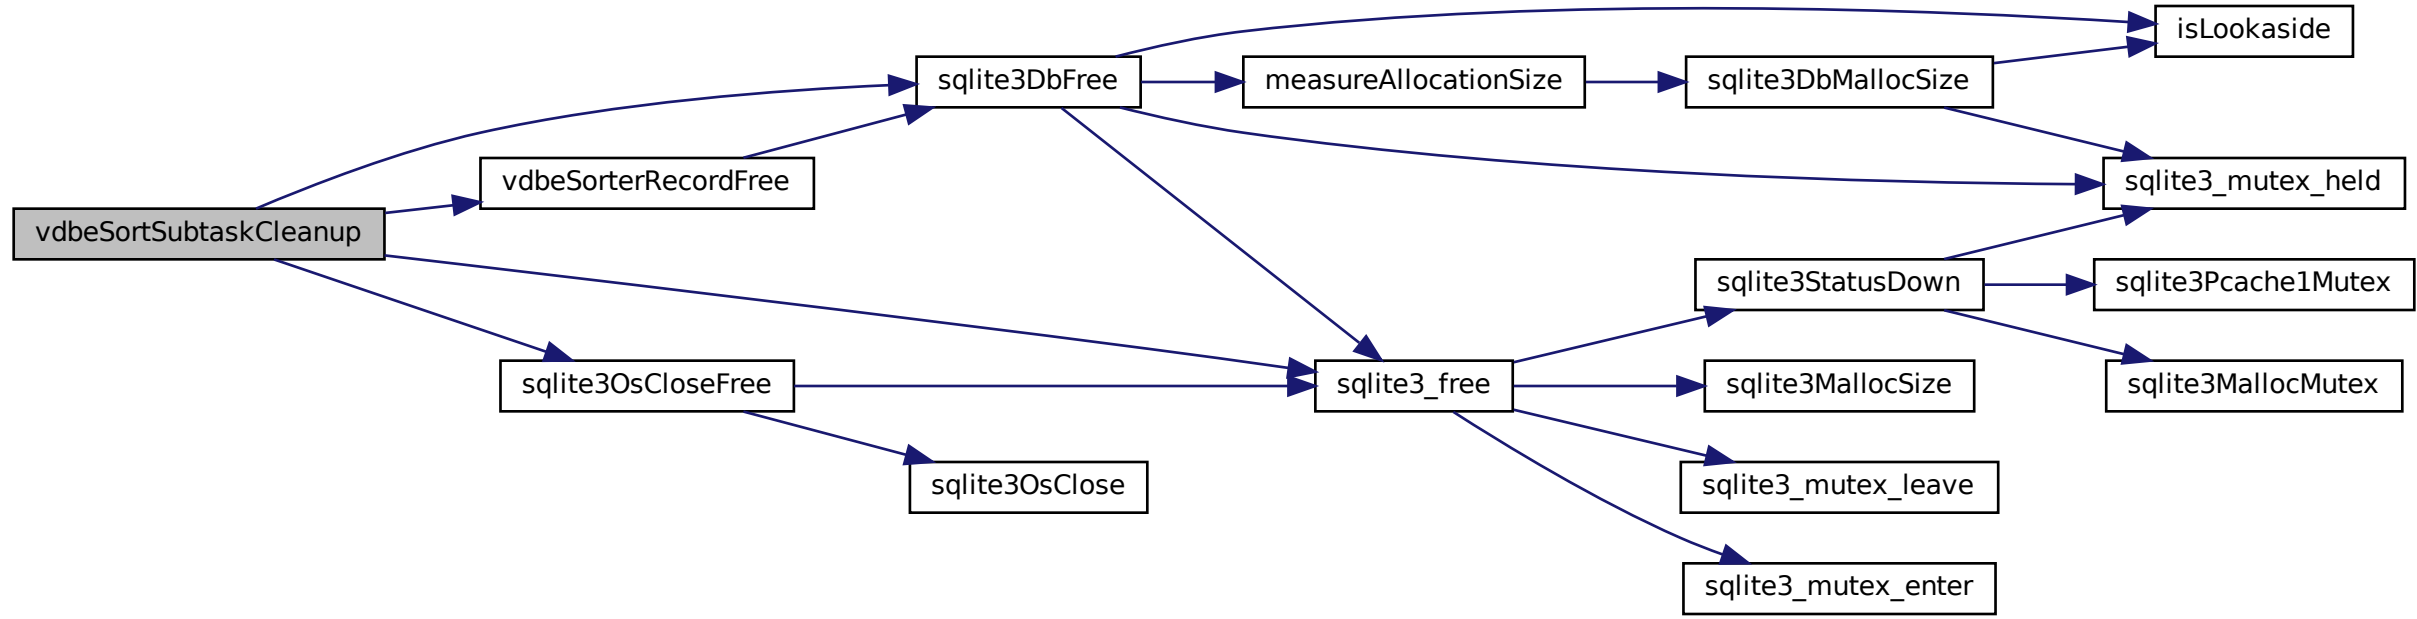 isLookaside
sqlite3DbFree
measureAllocationSize
sqlite3DbMallocSize
vdbeSorterRecordFree
sqlite3_mutex_held
vdbeSortSubtaskCleanup
sqlite3StatusDown
sqlite3Pcache1Mutex
sqlite3OsCloseFree
sqlite3_free
sqlite3MallocSize
sqlite3MallocMutex
sqlite3OsClose
sqlite3_mutex_leave
sqlite3_mutex_enter